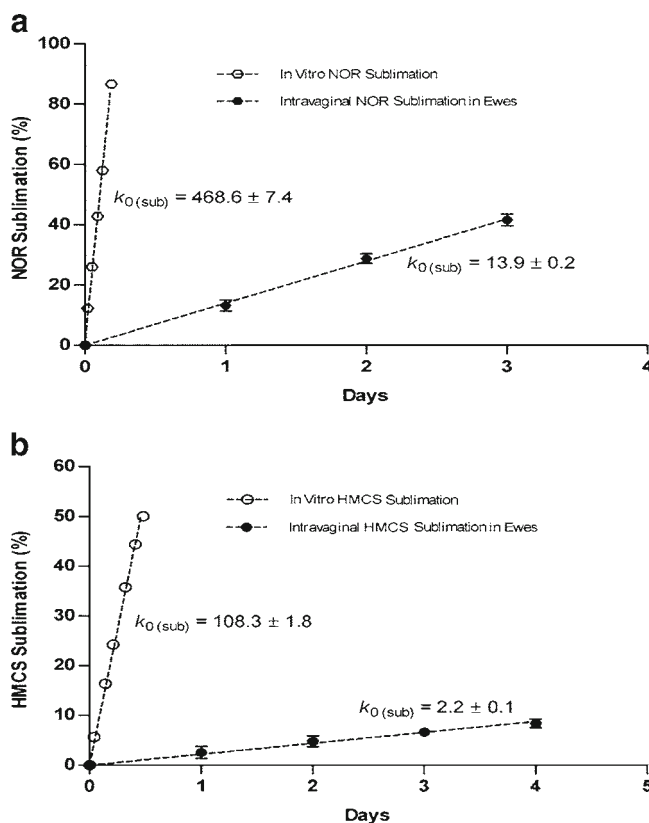 a
100
80
60
40
20
0
NOR Sublimation (%)
In Vitro NOR Sublimation
Intravaginal NOR Sublimation in Ewes
k0 (sub) = 468.6 ± 7.4
k0 (sub) = 13.9 ± 0.2
0 1 2 3 4
Days
b
60
50
40
30
20
10
0
HMCS Sublimation (%)
In Vitro HMCS Sublimation
Intravaginal HMCS Sublimation in Ewes
k0 (sub) = 108.3 ± 1.8
k0 (sub) = 2.2 ± 0.1
0 1 2 3 4 5
Days